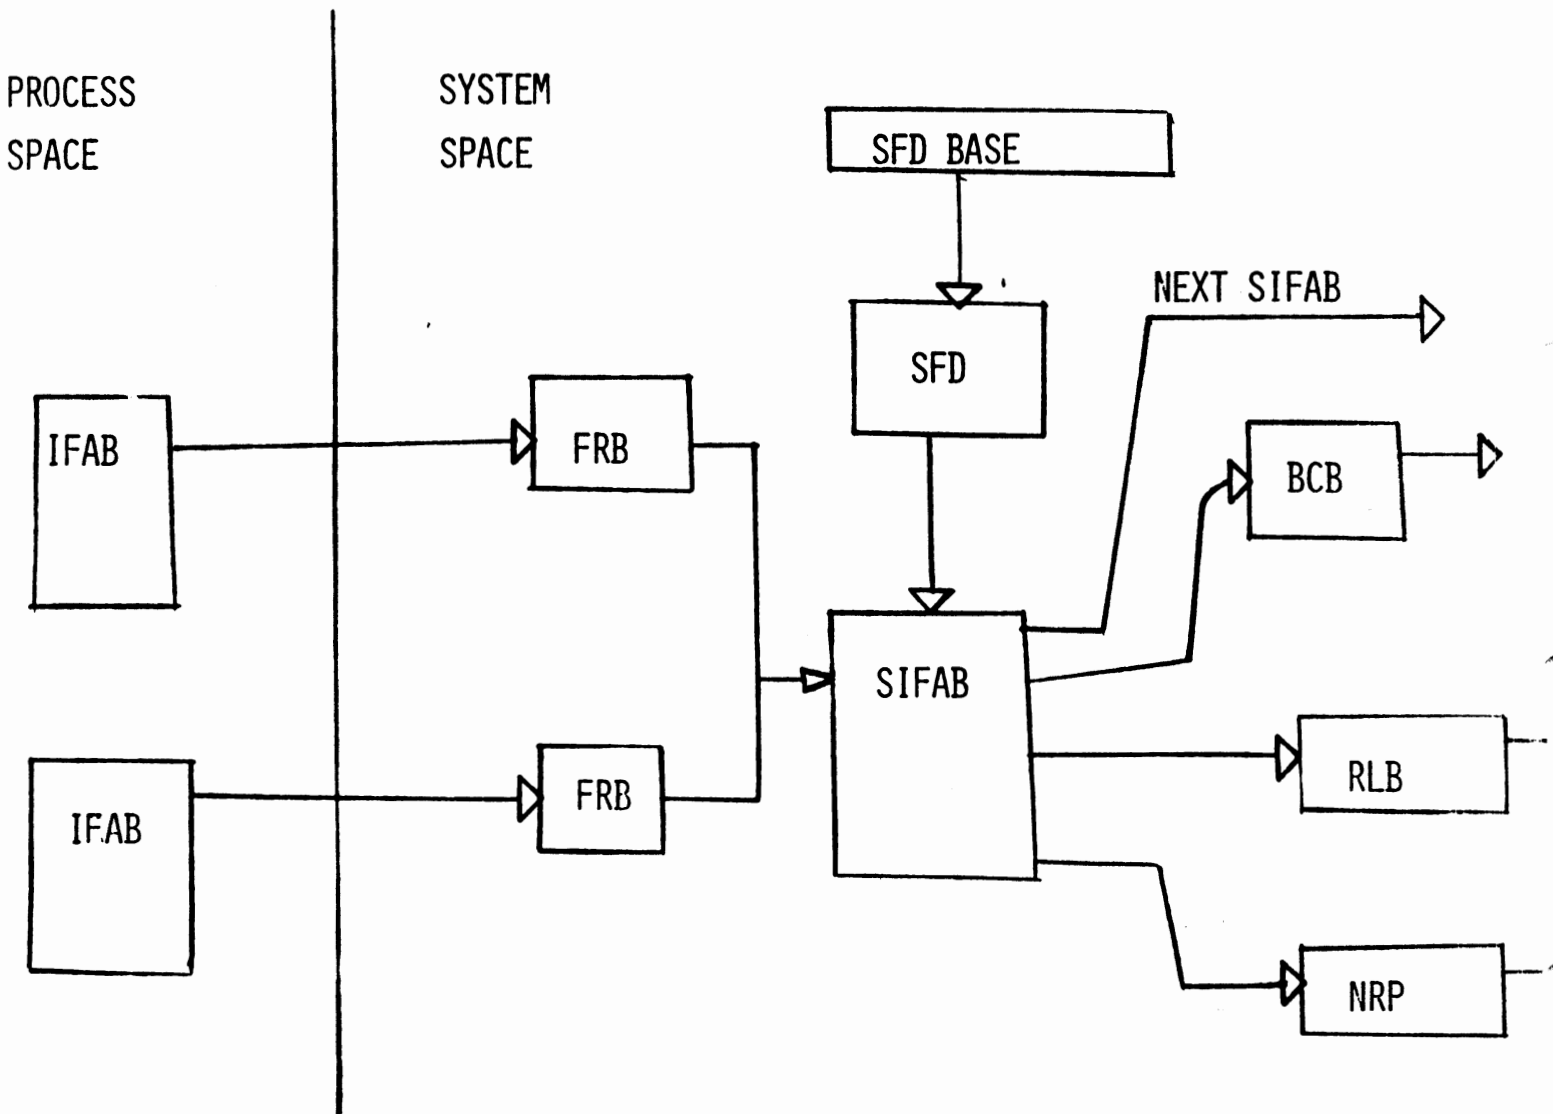 PROCESS
SPACE
SYSTEM
SPACE
SFD BASE
NEXT SIFAB
SFD
IFAB
FRB
BCB
SIFAB
RLB
IFAB
FRB
NRP